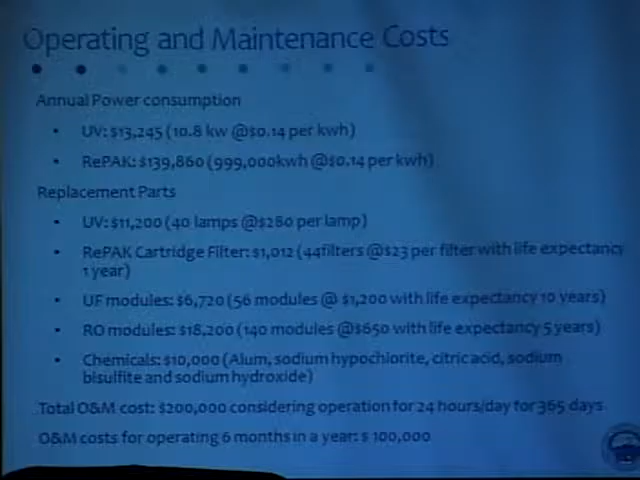 Operating and Maintenance Costs
Annual Power consumption
• UV: $13,245 (10.8 kw @$0.14 per kwh)
• RePAK: $139,860 (999,000kwh @$0.14 per kwh)
Replacement Parts
• UV: $11,200 (40 lamps @$280 per lamp)
• RePAK Cartridge Filter: $1,012 (44filters @$23 per filter with life expectancy
1 year)
• UF modules: $6,720 (56 modules @ $1,200 with life expectancy 10 years)
• RO modules: $18,200 (140 modules @$650 with life expectancy 5 years)
• Chemicals: $10,000 (Alum, sodium hypochlorite, citric acid, sodium
bisulfite and sodium hydroxide)
Total O&M cost: $200,000 considering operation for 24 hours/day for 365 days
O&M costs for operating 6 months in a year: $ 100,000